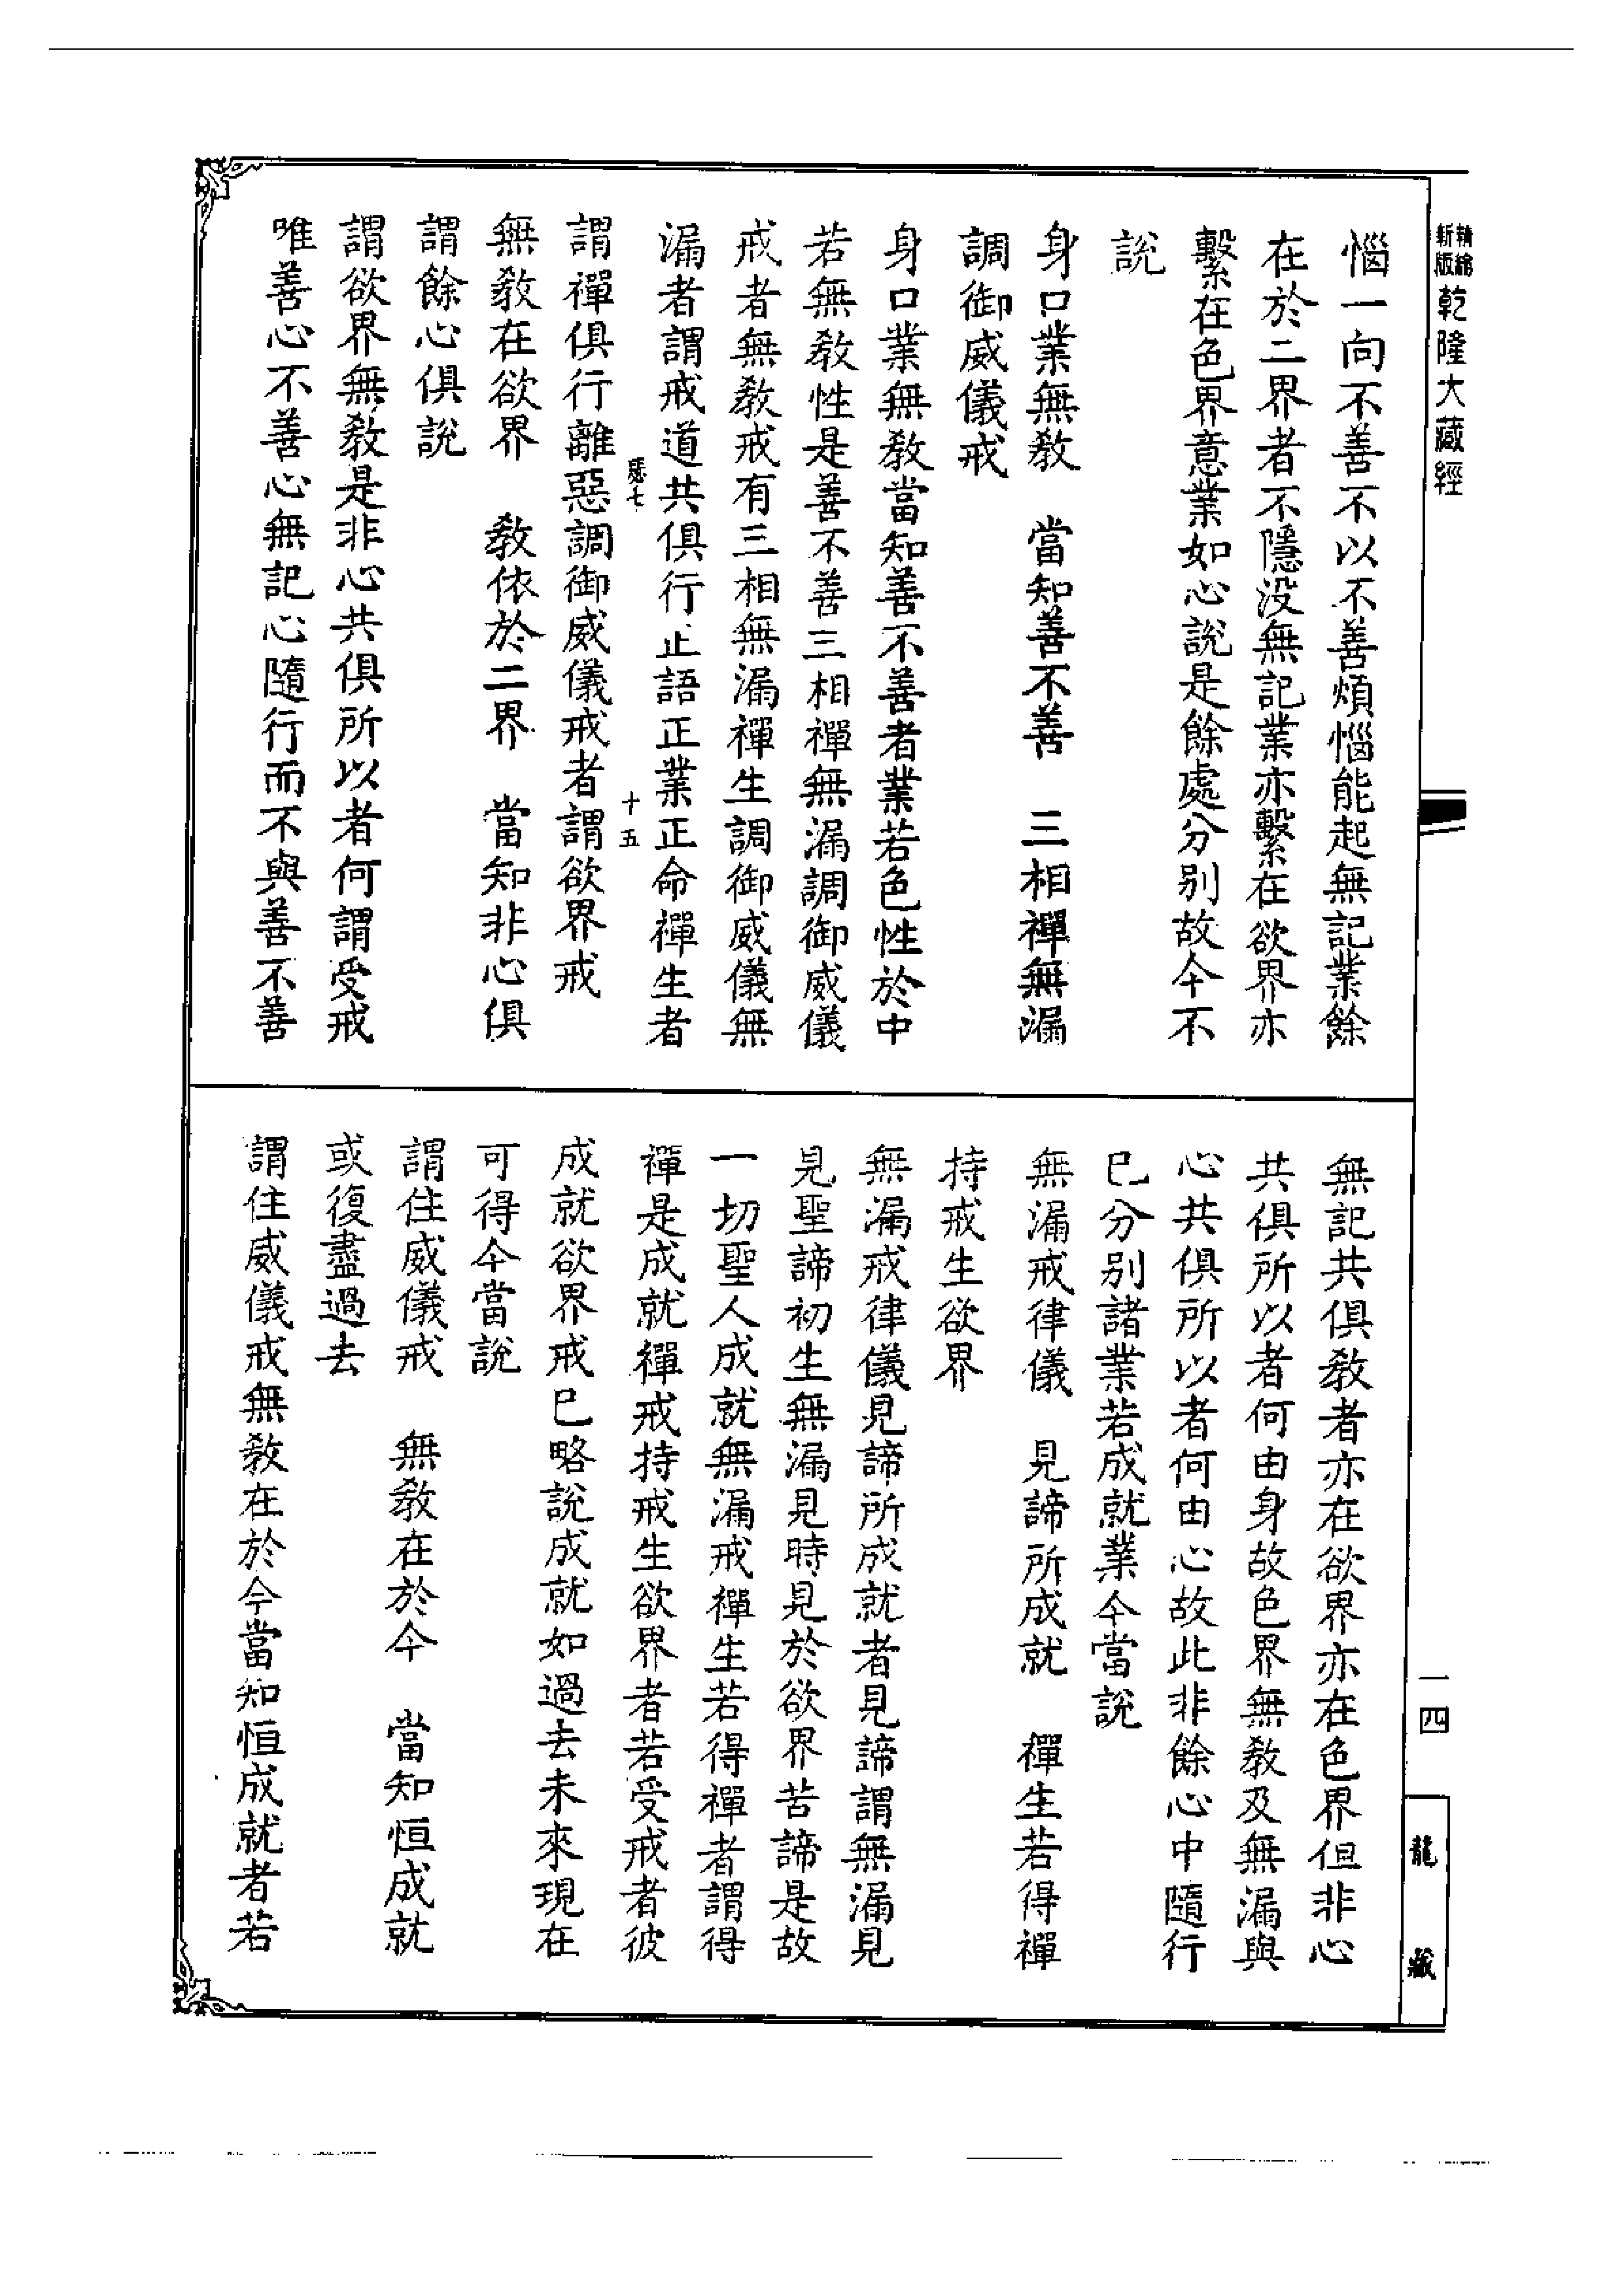 新編
縮版
乾隆大藏經
惱一向不善不以不善煩惱能起無記業餘
在於二界者不隱没無記業亦繫在欲界亦
繫在色界意業如心說是餘處分別故今不
說
身口業無教　當知善不善　三相禪無漏
調御威儀戒
身口業無教當知善不善者業若色性於中
若無教性是善不善三相禪無漏調御威儀
戒者無教戒有三相無漏禪生調御威儀無
漏者謂戒道共俱行正語正業正命禪生者
十五
謂禪俱行離惡調御威儀戒者謂欲界戒
無教在欲界　教依於二界　當知非心俱
謂餘心俱說
謂欲界無教是非心共俱所以者何謂受戒
唯善心不善心無記心隨行而不與善不善
無記共俱教者亦在欲界亦在色界但非心
共俱所以者何由身故色界無教及無漏與
心共俱所以者何由心故此非餘心中隨行
已分別諸業若成就業今當說
無漏戒律儀　見諦所成就　禪生若得禪
持戒生欲界
無漏戒律儀見諦所成就者見諦謂無漏見
見聖諦初生無漏見時見於欲界苦諦是故
一切聖人成就無漏戒禪生若得禪者謂得
禪是成就禪戒持戒生欲界者若受戒者彼
成就欲界戒已略說成就如過去未來現在
可得今當說
謂住威儀戒　無教在於今　當知恒成就
或復盡過去
謂住威儀戒無教在於今當知恒成就者若
一四
龍藏